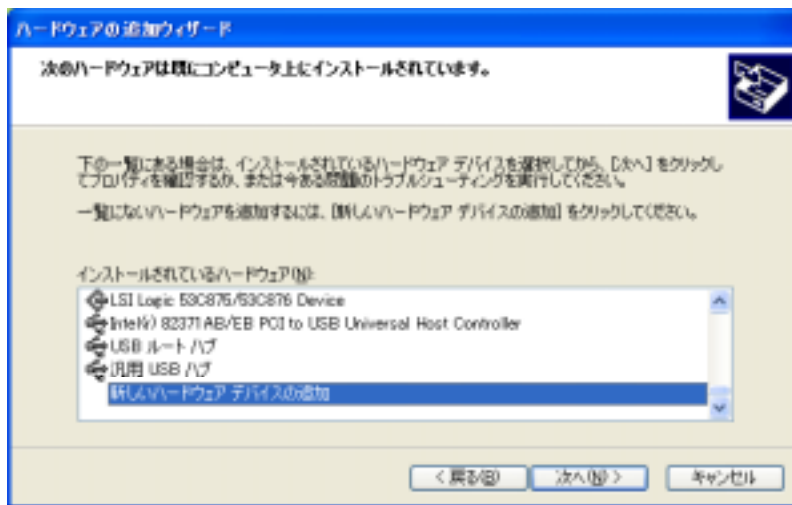 ハードウェアの追加ウィザード
次のハードウェアは既にコンピュータ上にインストールされています。
下の一覧にある場合は、インストールされているハードウェア デバイスを選択してから、[次へ] をクリックし
てプロパティを確認するか、または今ある問題のトラブルシューティングを実行してください。
一覧にないハードウェアを追加するには、[新しいハードウェア デバイスの追加] をクリックしてください。
インストールされているハードウェア(N):
LSI Logic 53C875/53C876 Device
Intel(r) 82371AB/EB PCI to USB Universal Host Controller
USB ルート ハブ
汎用 USB ハブ
新しいハードウェア デバイスの追加
< 戻る(B)
次へ(N) >
キャンセル